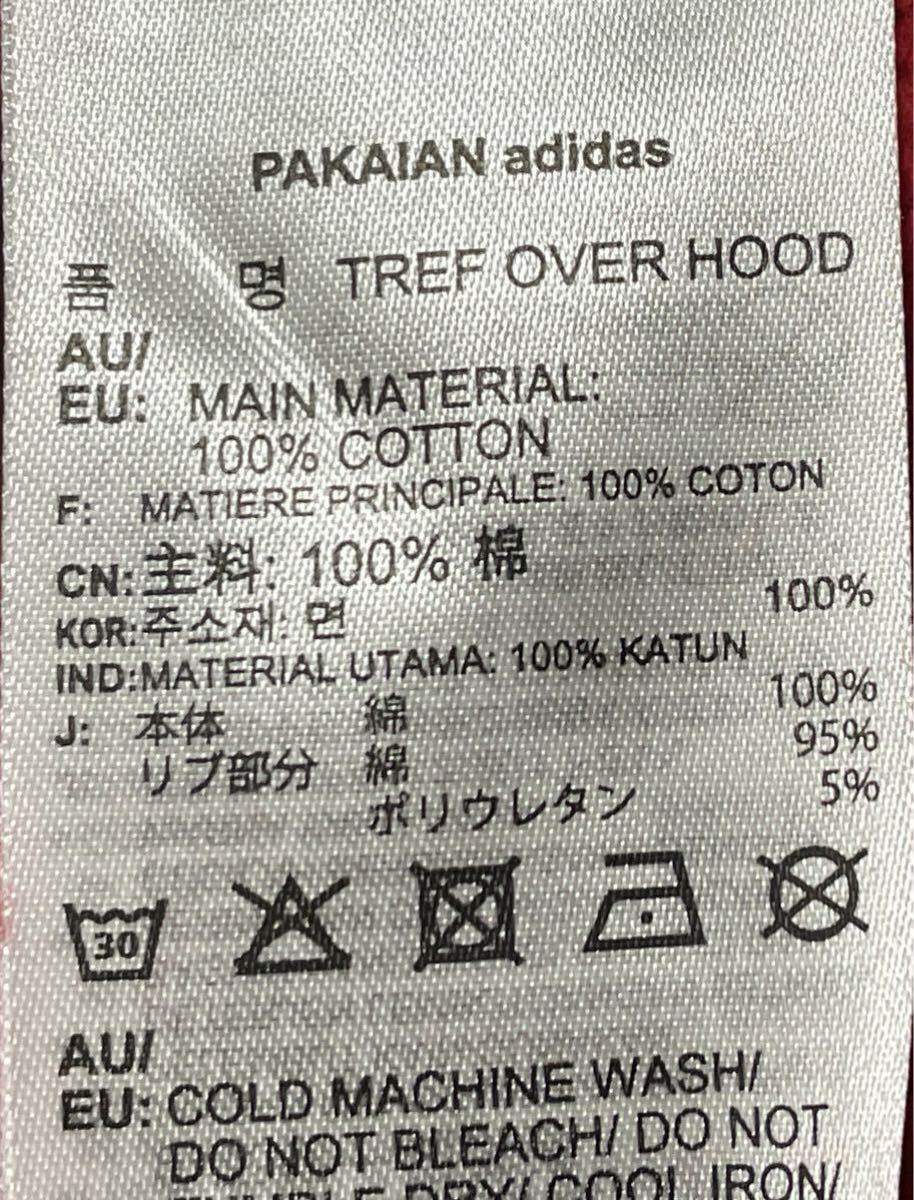 PAKAIAN adidas
품 명 TREF OVER HOOD
AU/
EU: MAIN MATERIAL:
100% COTTON
F: MATIERE PRINCIPALE: 100% COTON
CN:主料: 100% 棉
KOR:주소재: 면 100%
IND:MATERIAL UTAMA: 100% KATUN
J: 本体 綿 100%
リブ部分 綿 95%
ポリウレタン 5%
30
AU/
EU: COLD MACHINE WASH/
DO NOT BLEACH/ DO NOT
DRY/ COOL IRON/